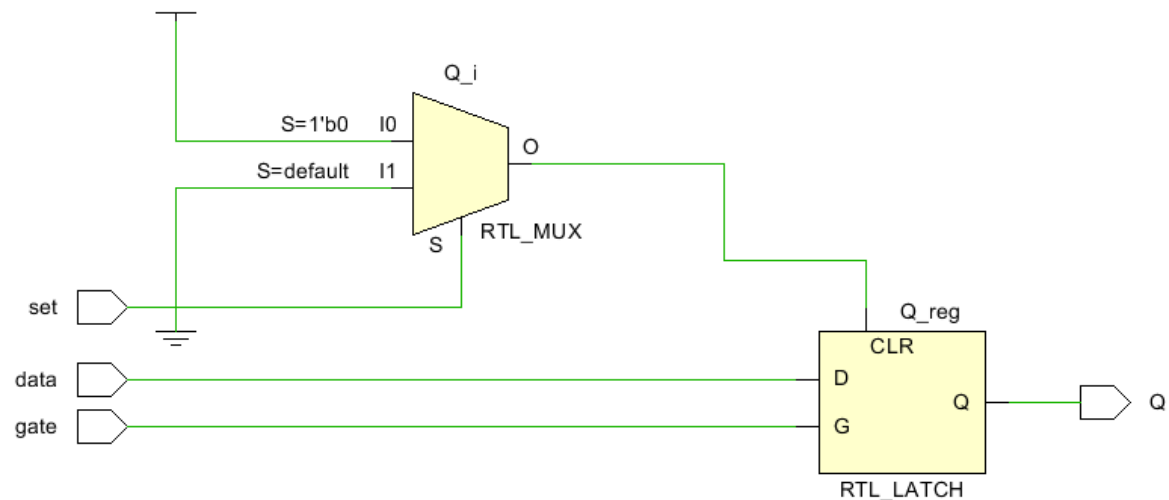 Q_i
S=1'b0 I0
O
S=default I1
S RTL_MUX
set
Q_reg
CLR
data
D
Q
Q
gate
G
RTL_LATCH